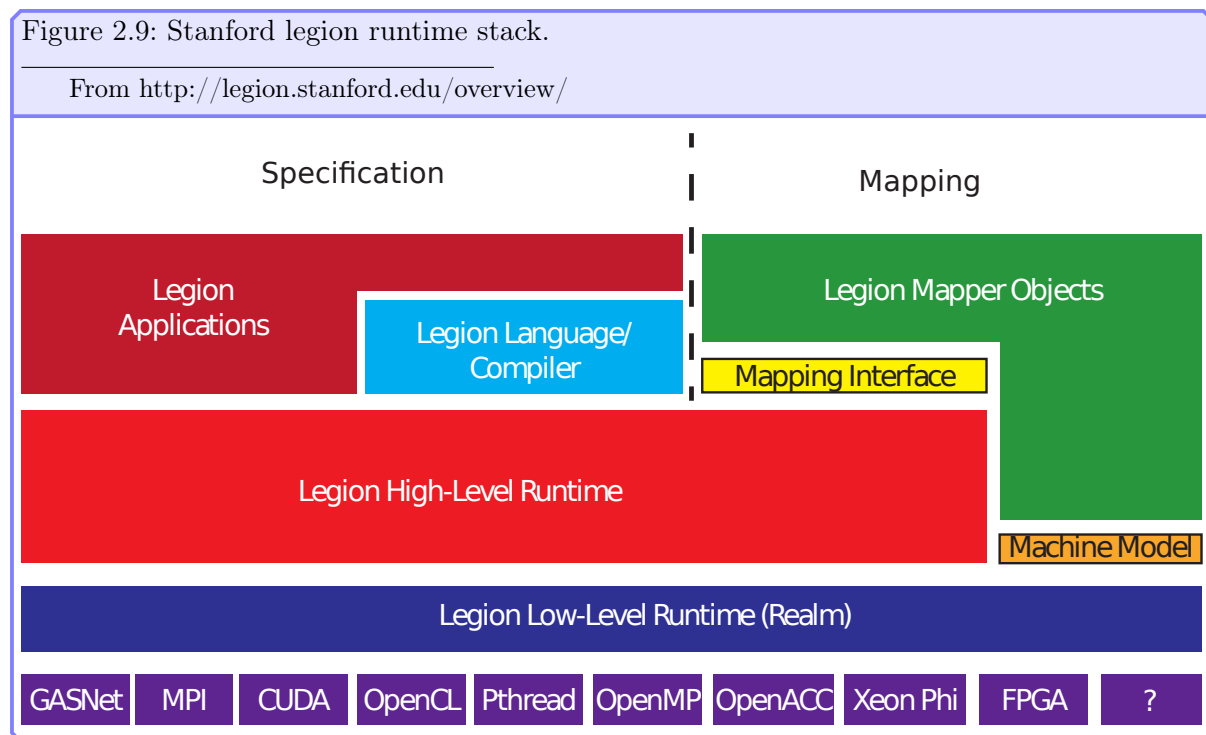 Figure 2.9: Stanford legion runtime stack.
From http://legion.stanford.edu/overview/
Specification
Mapping
Legion
Applications
Legion Language/
Compiler
Legion Mapper Objects
Mapping Interface
Legion High-Level Runtime
Machine Model
Legion Low-Level Runtime (Realm)
GASNet MPI CUDA OpenCL Pthread OpenMP OpenACC Xeon Phi FPGA ?